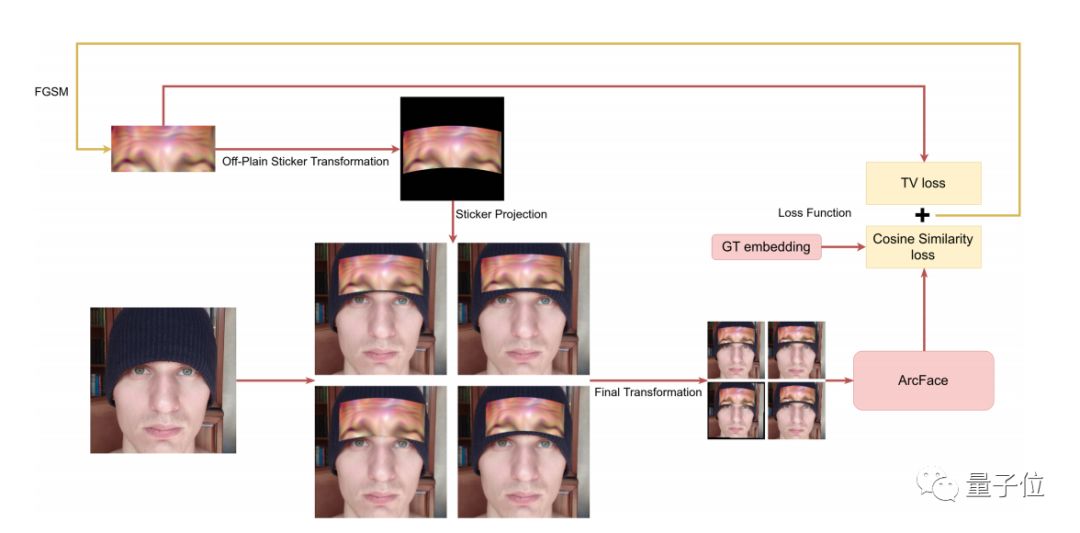 FGSM
Off-Plain Sticker Transformation
TV loss
Sticker Projection
Loss Function
GT embedding
Cosine Similarity
loss
Final Transformation
ArcFace
量子位